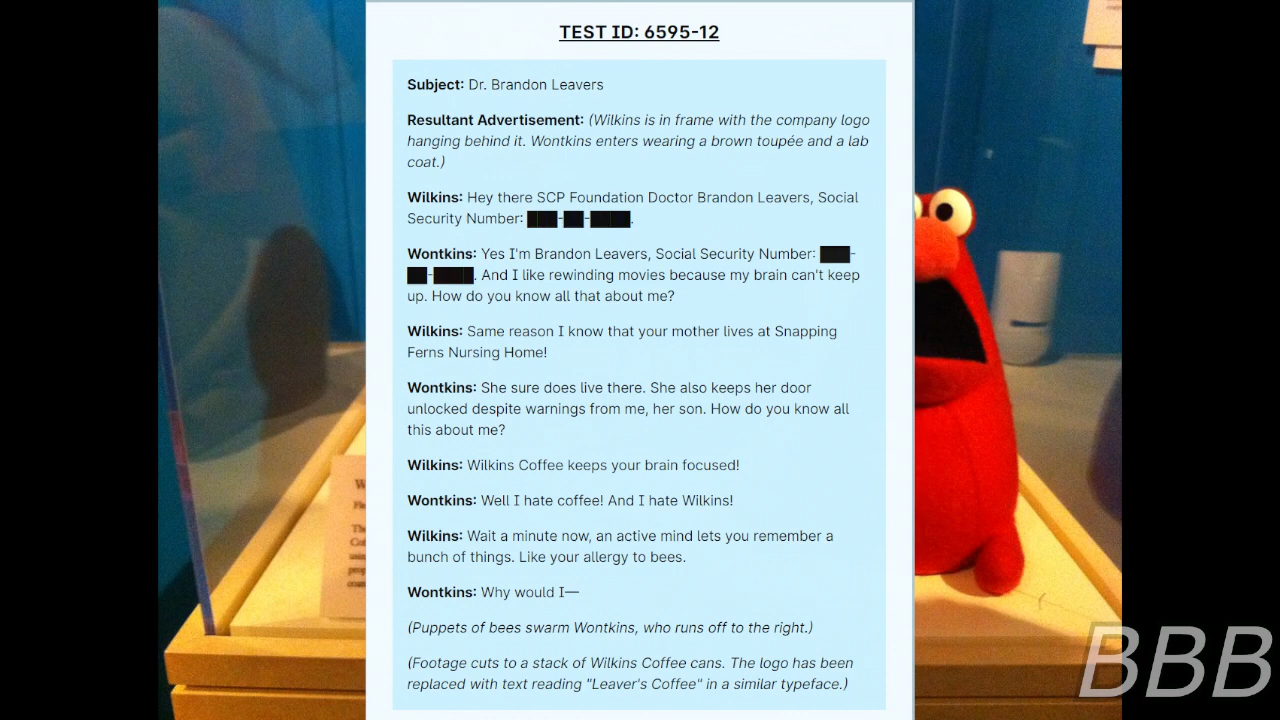 TEST ID: 6595-12
Subject: Dr. Brandon Leavers
Resultant Advertisement: (Wilkins is in frame with the company logo
hanging behind it. Wontkins enters wearing a brown toupée and a lab
coat.)
Wilkins: Hey there SCP Foundation Doctor Brandon Leavers, Social
Security Number: ███-██-████.
Wontkins: Yes I'm Brandon Leavers, Social Security Number: ███-
██-████. And I like rewinding movies because my brain can't keep
up. How do you know all that about me?
Wilkins: Same reason I know that your mother lives at Snapping
Ferns Nursing Home!
Wontkins: She sure does live there. She also keeps her door
unlocked despite warnings from me, her son. How do you know all
this about me?
Wilkins: Wilkins Coffee keeps your brain focused!
Wontkins: Well I hate coffee! And I hate Wilkins!
Wilkins: Wait a minute now, an active mind lets you remember a
bunch of things. Like your allergy to bees.
Wontkins: Why would I—
(Puppets of bees swarm Wontkins, who runs off to the right.)
(Footage cuts to a stack of Wilkins Coffee cans. The logo has been
replaced with text reading "Leaver's Coffee" in a similar typeface.)
BBB